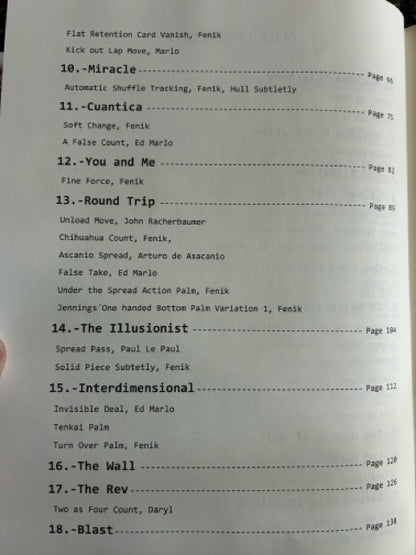 Flat Retention Card Vanish, Fenik
Kick out Lap Move, Marlo
10.-Miracle Page 66
Automatic Shuffle Tracking, Fenik, Hull Subtletly
11.-Cuantica Page 75
Soft Change, Fenik
A False Count, Ed Marlo
12.-You and Me Page 82
Fine Force, Fenik
13.-Round Trip Page 89
Unload Move, John Racherbaumer
Chihuahua Count, Fenik,
Ascanio Spread, Arturo de Asacanio
False Take, Ed Marlo
Under the Spread Action Palm, Fenik
Jennings´One handed Bottom Palm Variation 1, Fenik
14.-The Illusionist Page 104
Spread Pass, Paul Le Paul
Solid Piece Subtetly, Fenik
15.-Interdimensional Page 112
Invisible Deal, Ed Marlo
Tenkai Palm
Turn Over Palm, Fenik
16.-The Wall Page 120
17.-The Rev Page 126
Two as Four Count, Daryl
18.-Blast Page 138